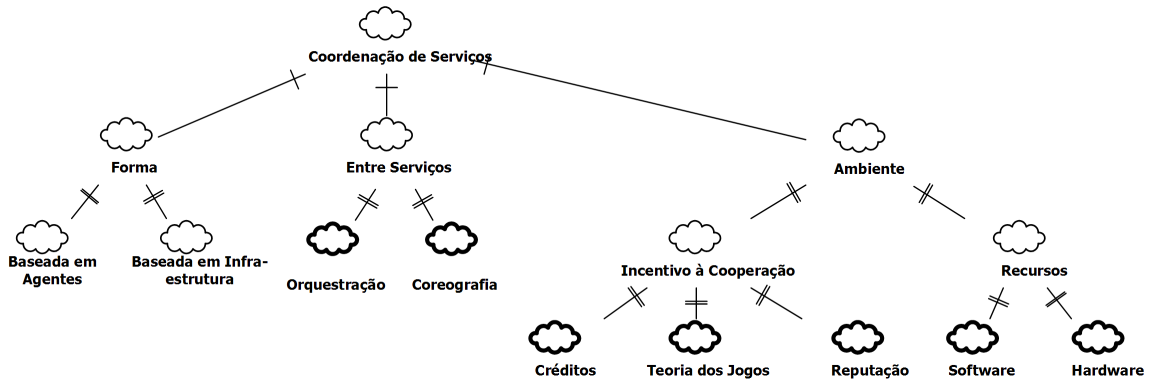 Coordenação de Serviços
Forma
Entre Serviços
Ambiente
Baseada em
Agentes
Baseada em Infra-
estrutura
Orquestração
Coreografia
Incentivo à Cooperação
Recursos
Créditos
Teoria dos Jogos
Reputação
Software
Hardware